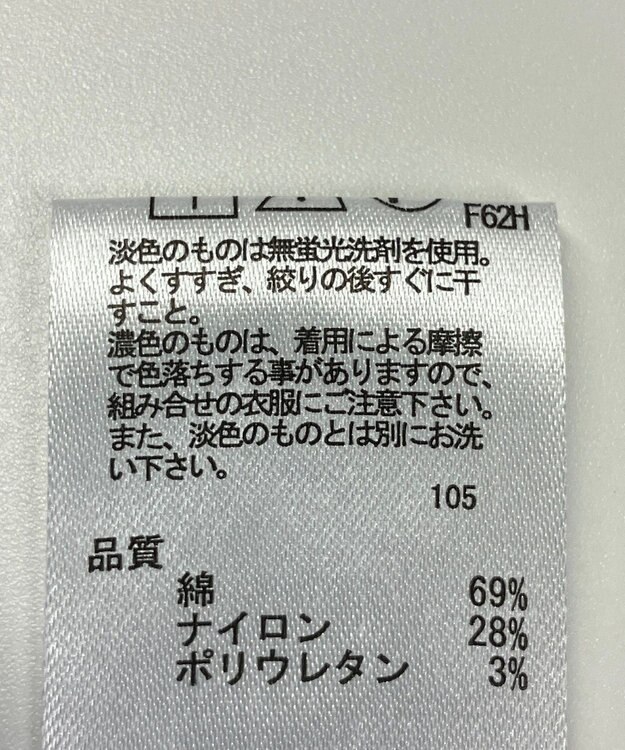 F62H
淡色のものは無蛍光洗剤を使用。
よくすすぎ、絞りの後すぐに干
すこと。
濃色のものは、着用による摩擦
で色落ちする事がありますので、
組み合せの衣服にご注意下さい。
また、淡色のものとは別にお洗
い下さい。
105
品質
綿 69%
ナイロン 28%
ポリウレタン 3%